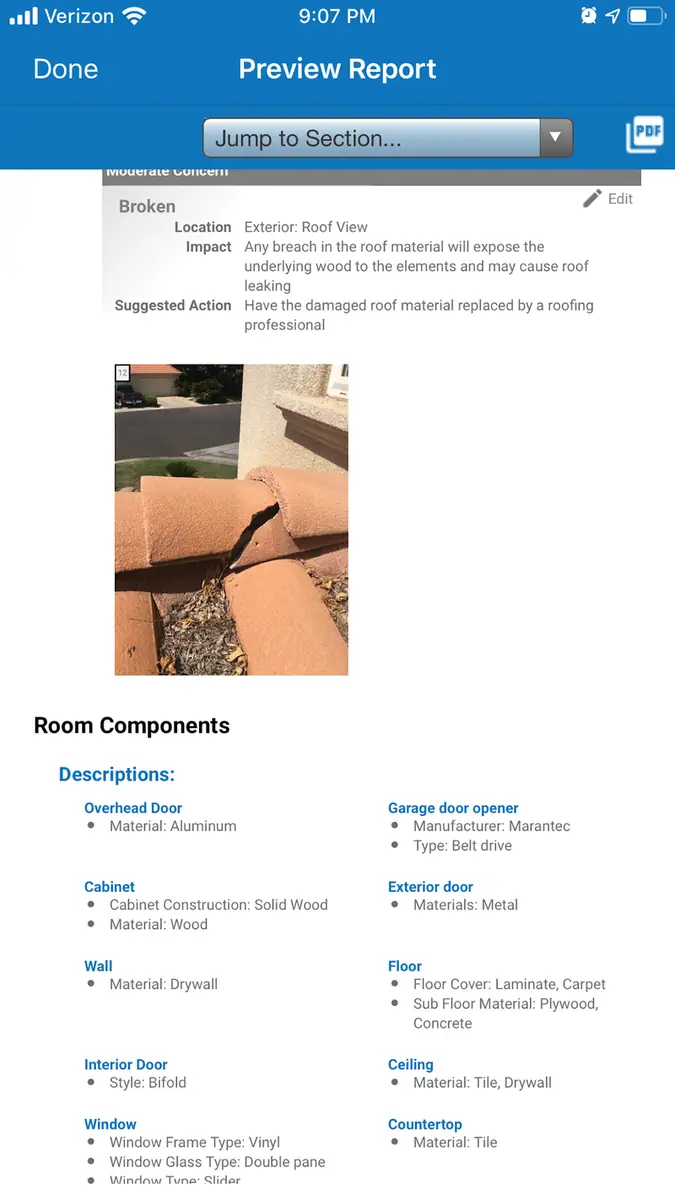 Verizon 9:07 PM
Done Preview Report
Jump to Section...
PDF
Moderate Concern
Broken
Edit
Location Exterior: Roof View
Impact Any breach in the roof material will expose the
underlying wood to the elements and may cause roof
leaking
Suggested Action Have the damaged roof material replaced by a roofing
professional
12
Room Components
Descriptions:
Overhead Door
• Material: Aluminum
Garage door opener
• Manufacturer: Marantec
• Type: Belt drive
Cabinet
• Cabinet Construction: Solid Wood
• Material: Wood
Exterior door
• Materials: Metal
Wall
• Material: Drywall
Floor
• Floor Cover: Laminate, Carpet
• Sub Floor Material: Plywood,
Concrete
Interior Door
• Style: Bifold
Ceiling
• Material: Tile, Drywall
Window
• Window Frame Type: Vinyl
• Window Glass Type: Double pane
• Window Type: Slider
Countertop
• Material: Tile